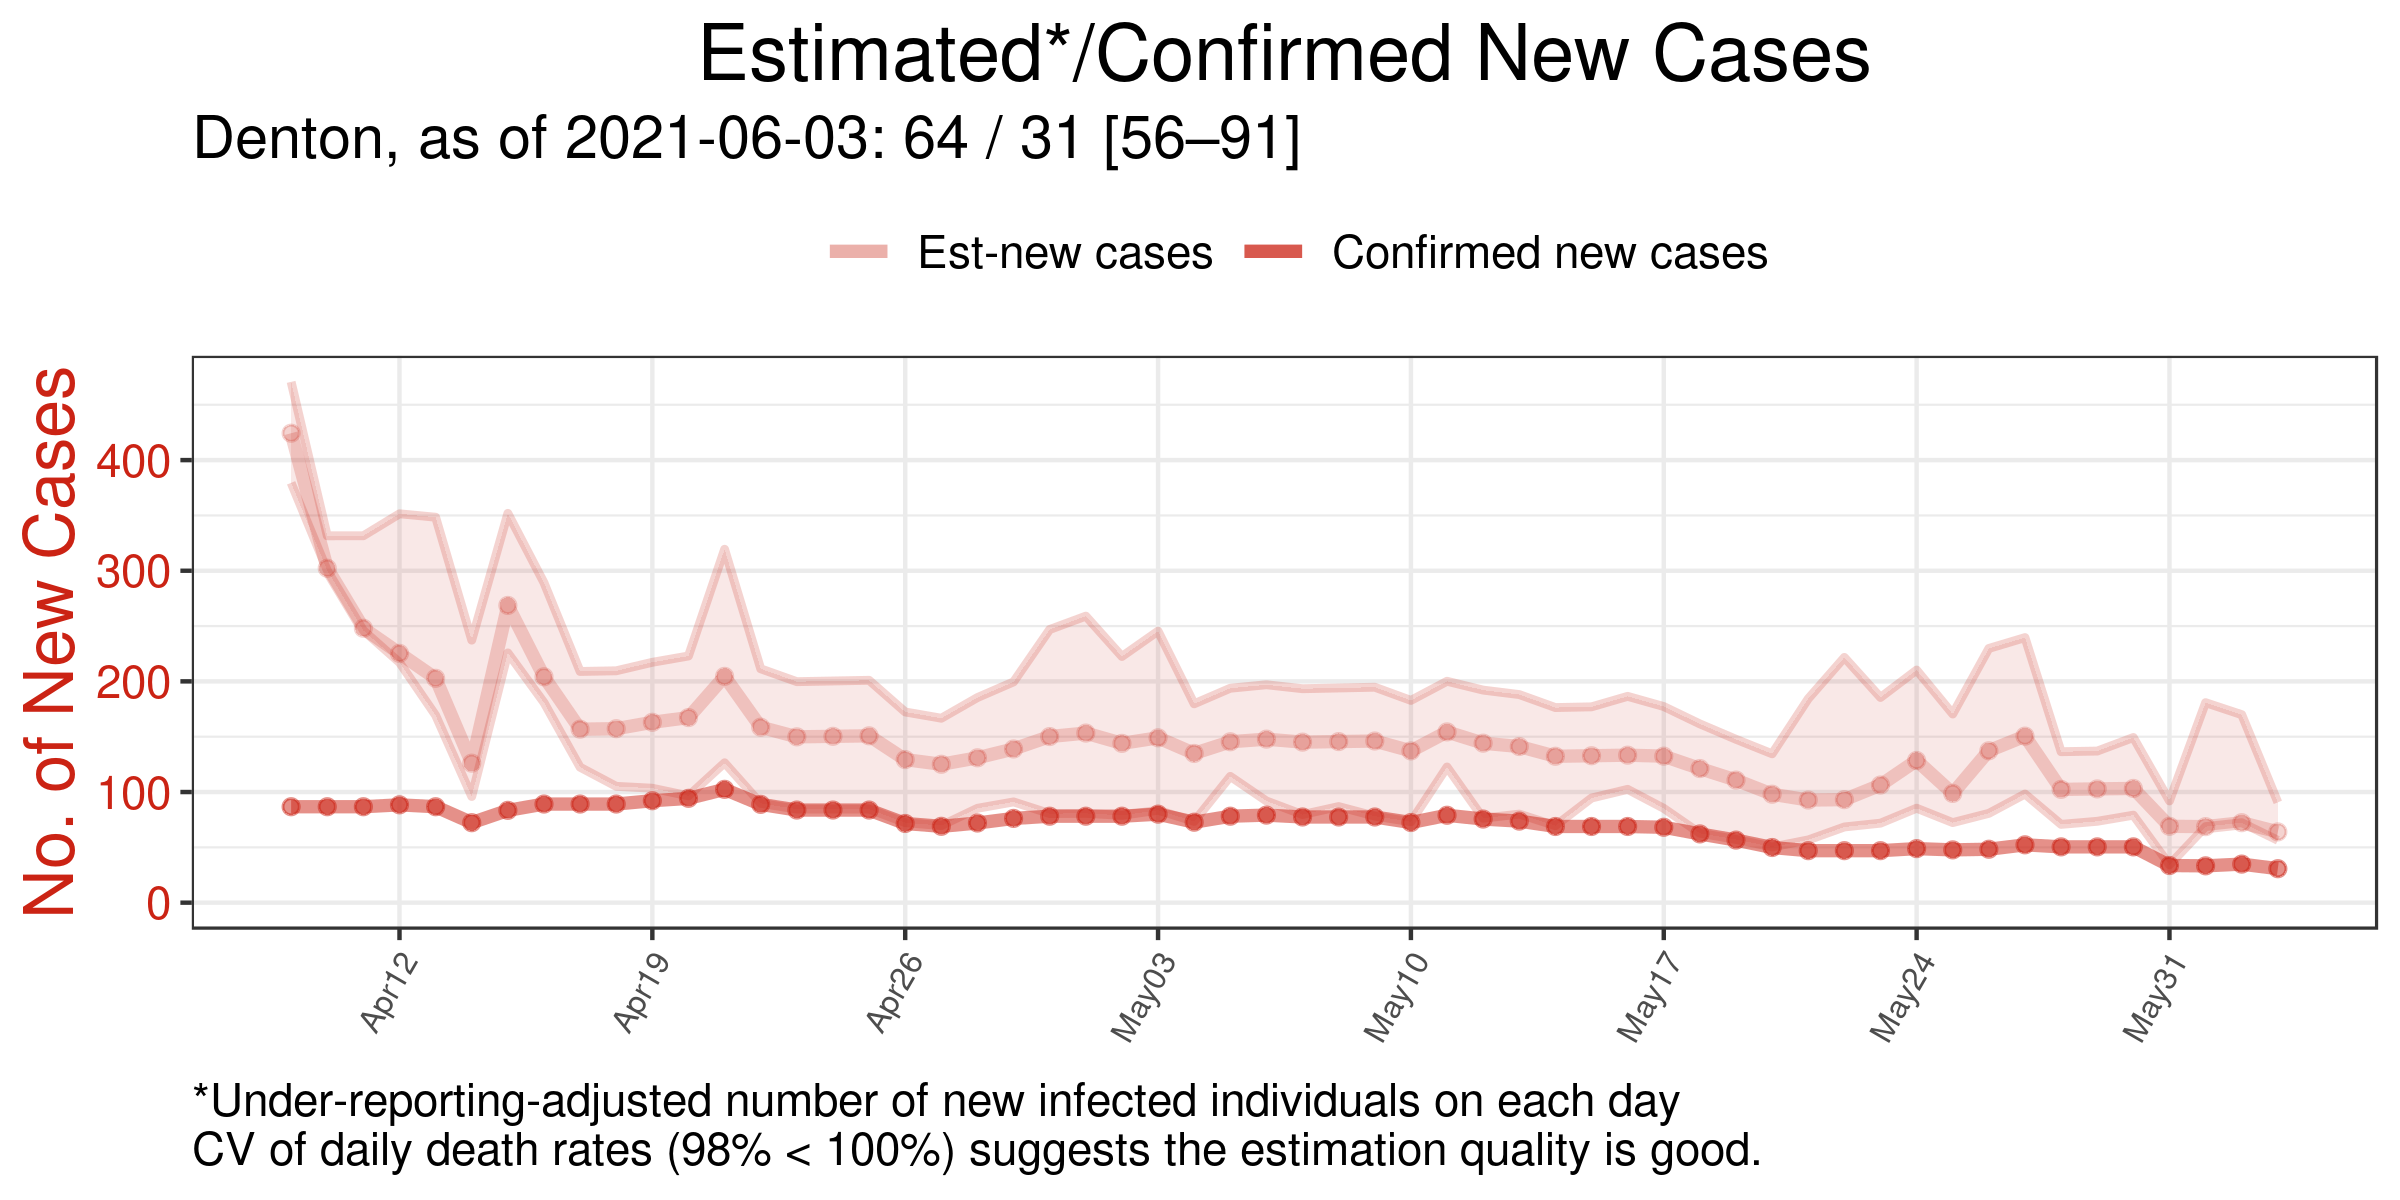 Estimated*/Confirmed New Cases
Denton, as of 2021-06-03: 64 / 31 [56–91]
Est-new cases Confirmed new cases
No. of New Cases
400
300
200
100
0
Apr12 Apr19 Apr26 May03 May10 May17 May24 May31
*Under-reporting-adjusted number of new infected individuals on each day
CV of daily death rates (98% < 100%) suggests the estimation quality is good.